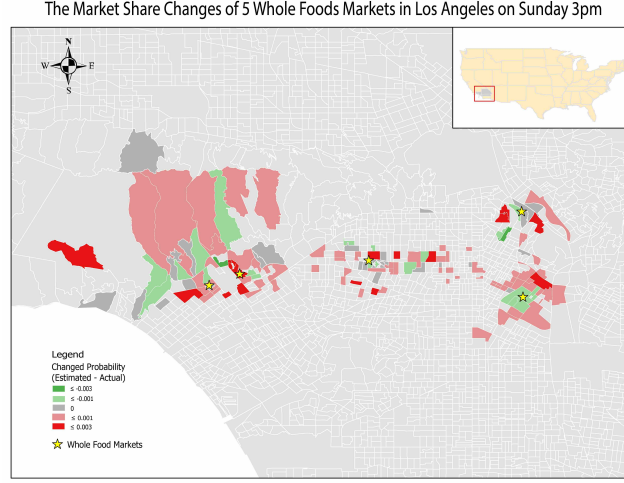 The Market Share Changes of 5 Whole Foods Markets in Los Angeles on Sunday 3pm
N
W E
S
Legend
Changed Probability
(Estimated - Actual)
≤ -0.003
≤ -0.001
0
≤ 0.001
≤ 0.003
Whole Food Markets